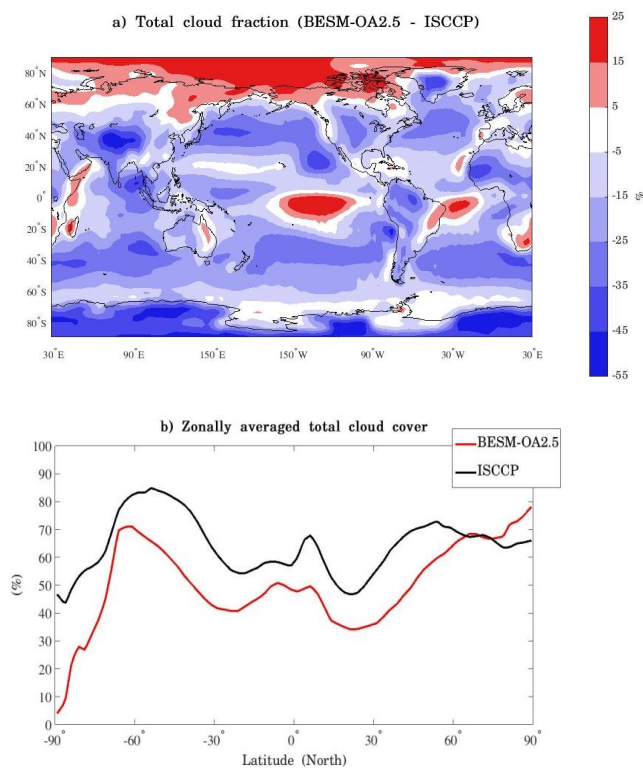 a) Total cloud fraction (BESM-OA2.5 - ISCCP)
80°N
60°N
40°N
20°N
0°
20°S
40°S
60°S
80°S
30°E 90°E 150°E 150°W 90°W 30°W 30°E
25
15
5
-5
-15
-25
-35
-45
-55
%
b) Zonally averaged total cloud cover
BESM-OA2.5
ISCCP
100
90
80
70
60
50
40
30
20
10
0
(%)
-90° -60° -30° 0° 30° 60° 90°
Latitude (North)